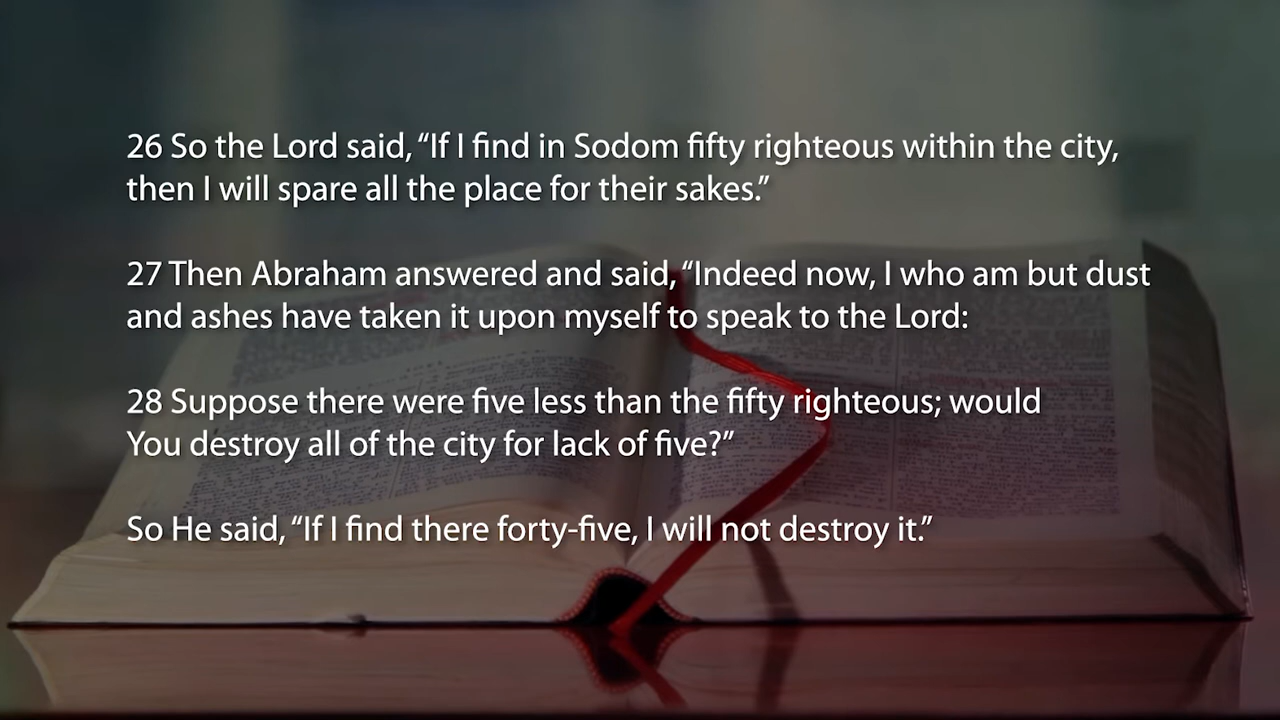 26 So the Lord said, “If I find in Sodom fifty righteous within the city,
then I will spare all the place for their sakes.”
27 Then Abraham answered and said, “Indeed now, I who am but dust
and ashes have taken it upon myself to speak to the Lord:
28 Suppose there were five less than the fifty righteous; would
You destroy all of the city for lack of five?”
So He said, “If I find there forty-five, I will not destroy it.”